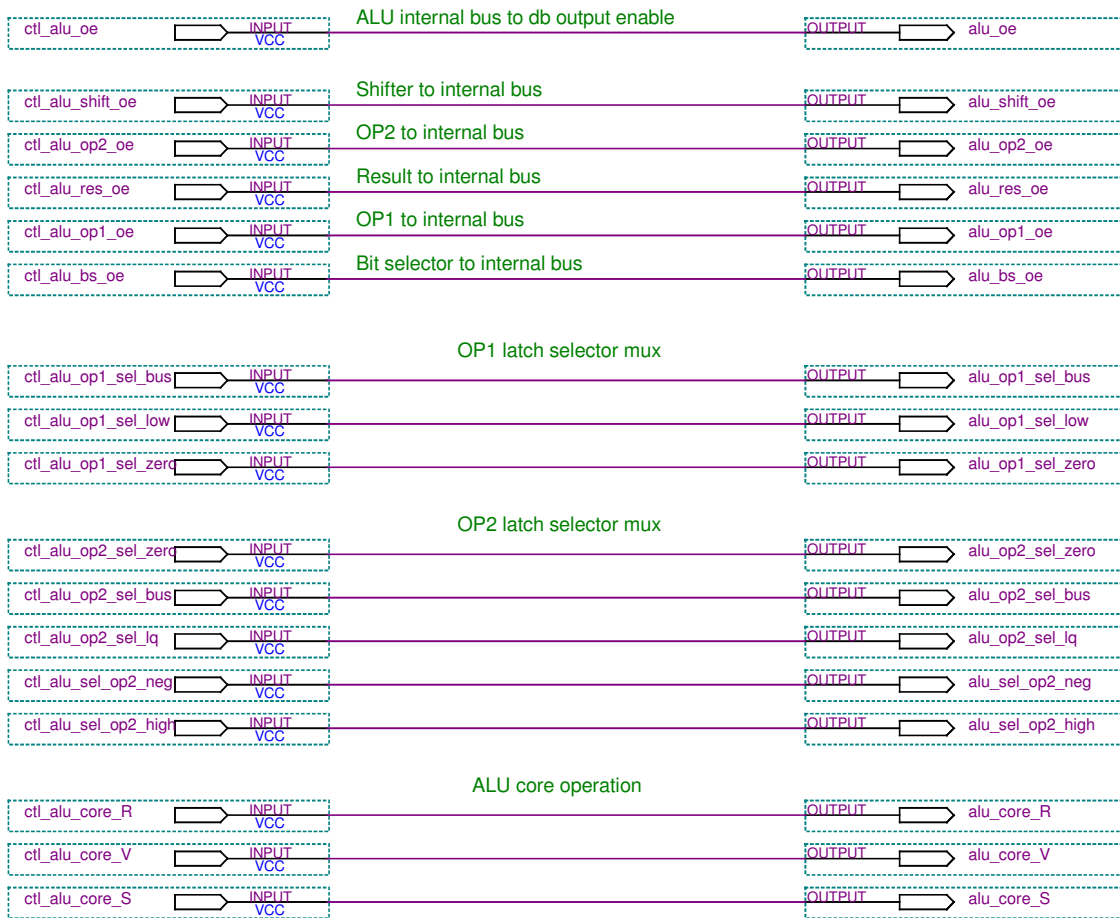 ALU internal bus to db output enable
ctl_alu_oe INPUT VCC OUTPUT alu_oe
Shifter to internal bus
ctl_alu_shift_oe INPUT VCC OUTPUT alu_shift_oe
OP2 to internal bus
ctl_alu_op2_oe INPUT VCC OUTPUT alu_op2_oe
Result to internal bus
ctl_alu_res_oe INPUT VCC OUTPUT alu_res_oe
OP1 to internal bus
ctl_alu_op1_oe INPUT VCC OUTPUT alu_op1_oe
Bit selector to internal bus
ctl_alu_bs_oe INPUT VCC OUTPUT alu_bs_oe
OP1 latch selector mux
ctl_alu_op1_sel_bus INPUT VCC OUTPUT alu_op1_sel_bus
ctl_alu_op1_sel_low INPUT VCC OUTPUT alu_op1_sel_low
ctl_alu_op1_sel_zero INPUT VCC OUTPUT alu_op1_sel_zero
OP2 latch selector mux
ctl_alu_op2_sel_zero INPUT VCC OUTPUT alu_op2_sel_zero
ctl_alu_op2_sel_bus INPUT VCC OUTPUT alu_op2_sel_bus
ctl_alu_op2_sel_lq INPUT VCC OUTPUT alu_op2_sel_lq
ctl_alu_sel_op2_neg INPUT VCC OUTPUT alu_sel_op2_neg
ctl_alu_sel_op2_high INPUT VCC OUTPUT alu_sel_op2_high
ALU core operation
ctl_alu_core_R INPUT VCC OUTPUT alu_core_R
ctl_alu_core_V INPUT VCC OUTPUT alu_core_V
ctl_alu_core_S INPUT VCC OUTPUT alu_core_S